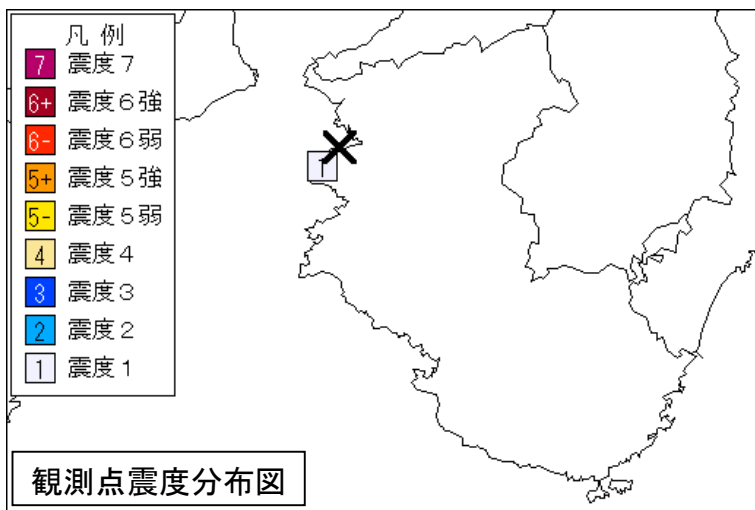 凡例
7 震度7
6+ 震度6強
6- 震度6弱
5+ 震度5強
5- 震度5弱
4 震度4
3 震度3
2 震度2
1 震度1
1
観測点震度分布図